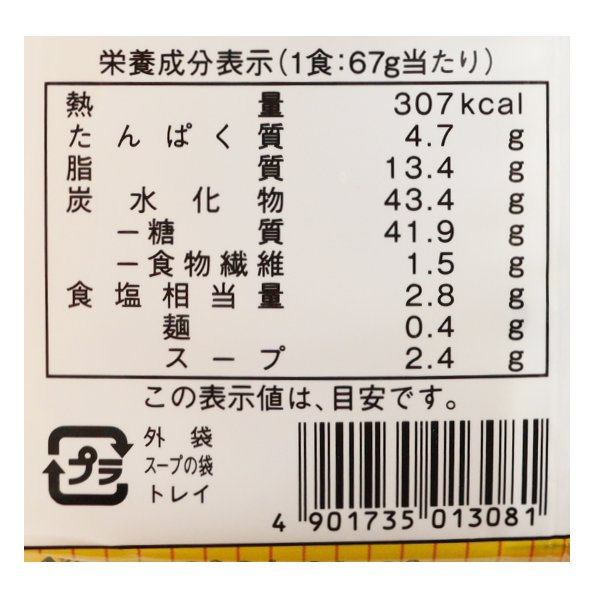 栄養成分表示(1食:67g当たり)
熱量 307kcal
たんぱく質 4.7 g
脂質 13.4 g
炭水化物 43.4 g
－糖質 41.9 g
－食物繊維 1.5 g
食塩相当量 2.8 g
麺 0.4 g
スープ 2.4 g
この表示値は、目安です。
プラ
外袋
スープの袋
トレイ
4 901735 013081